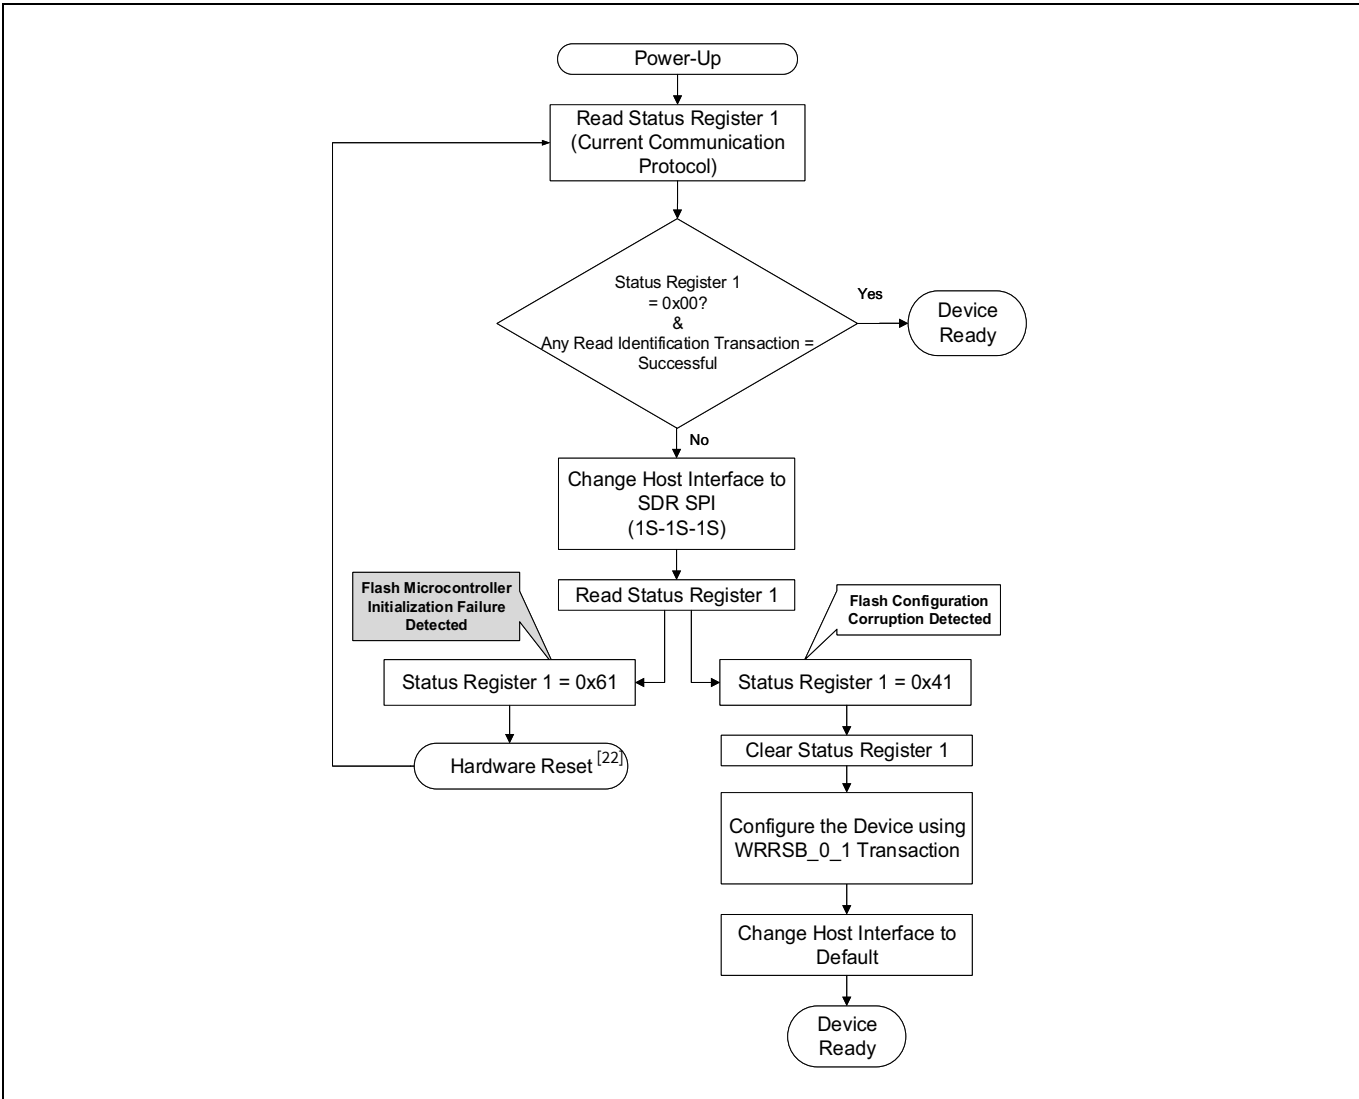 Power-Up
Read Status Register 1
(Current Communication
Protocol)
Status Register 1
= 0x00?
&
Any Read Identification Transaction =
Successful
Yes
Device
Ready
No
Change Host Interface to
SDR SPI
(1S-1S-1S)
Read Status Register 1
Flash Microcontroller
Initialization Failure
Detected
Flash Configuration
Corruption Detected
Status Register 1 = 0x61
Status Register 1 = 0x41
Hardware Reset [22]
Clear Status Register 1
Configure the Device using
WRRSB_0_1 Transaction
Change Host Interface to
Default
Device
Ready